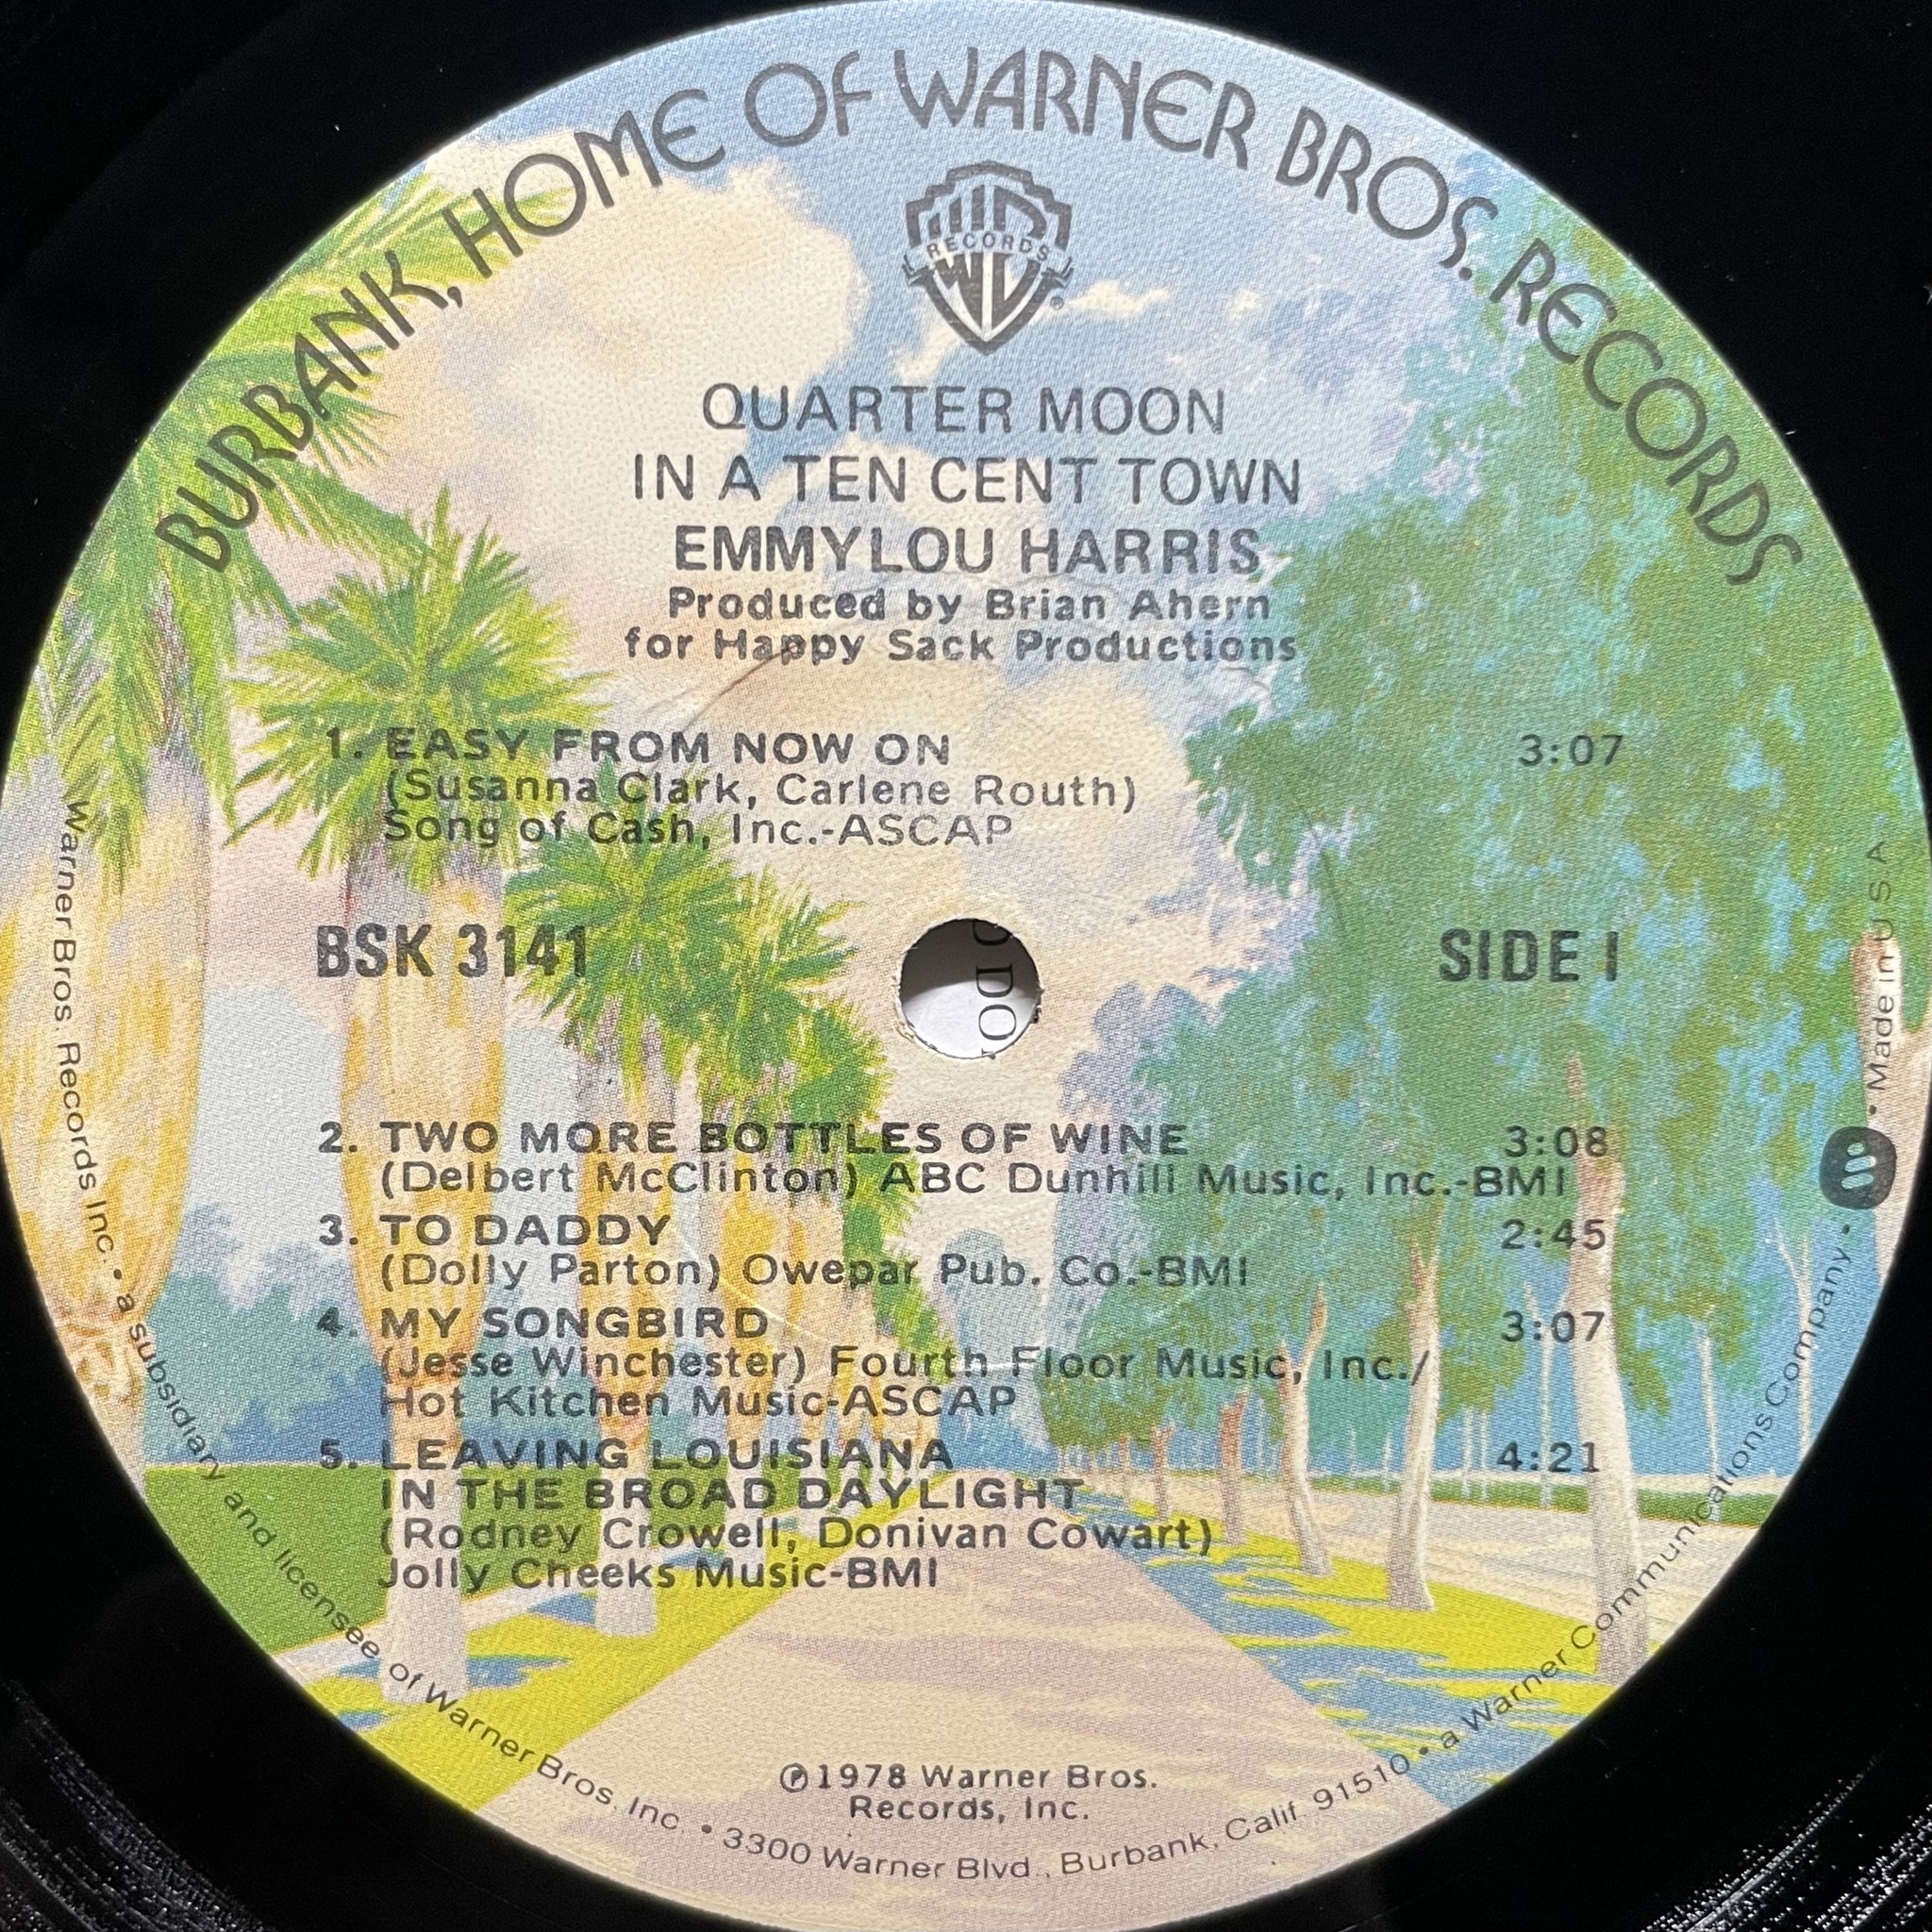 BURBANK, HOME OF WARNER BROS. RECORDS
RECORDS
QUARTER MOON
IN A TEN CENT TOWN
EMMYLOU HARRIS
Produced by Brian Ahern
for Happy Sack Productions
1. EASY FROM NOW ON 3:07
(Susanna Clark, Carlene Routh)
Song of Cash, Inc.-ASCAP
BSK 3141 SIDE I
2. TWO MORE BOTTLES OF WINE 3:08
(Delbert McClinton) ABC Dunhill Music, Inc.-BMI
3. TO DADDY 2:45
(Dolly Parton) Owepar Pub. Co.-BMI
4. MY SONGBIRD 3:07
(Jesse Winchester) Fourth Floor Music, Inc./
Hot Kitchen Music-ASCAP
5. LEAVING LOUISIANA 4:21
IN THE BROAD DAYLIGHT
(Rodney Crowell, Donivan Cowart)
Jolly Cheeks Music-BMI
℗1978 Warner Bros.
Records, Inc.
Warner Bros. Records Inc. • a subsidiary and licensee of Warner Bros. Inc. • 3300 Warner Blvd., Burbank, Calif. 91510 • a Warner Communications Company • • Made in U.S.A.